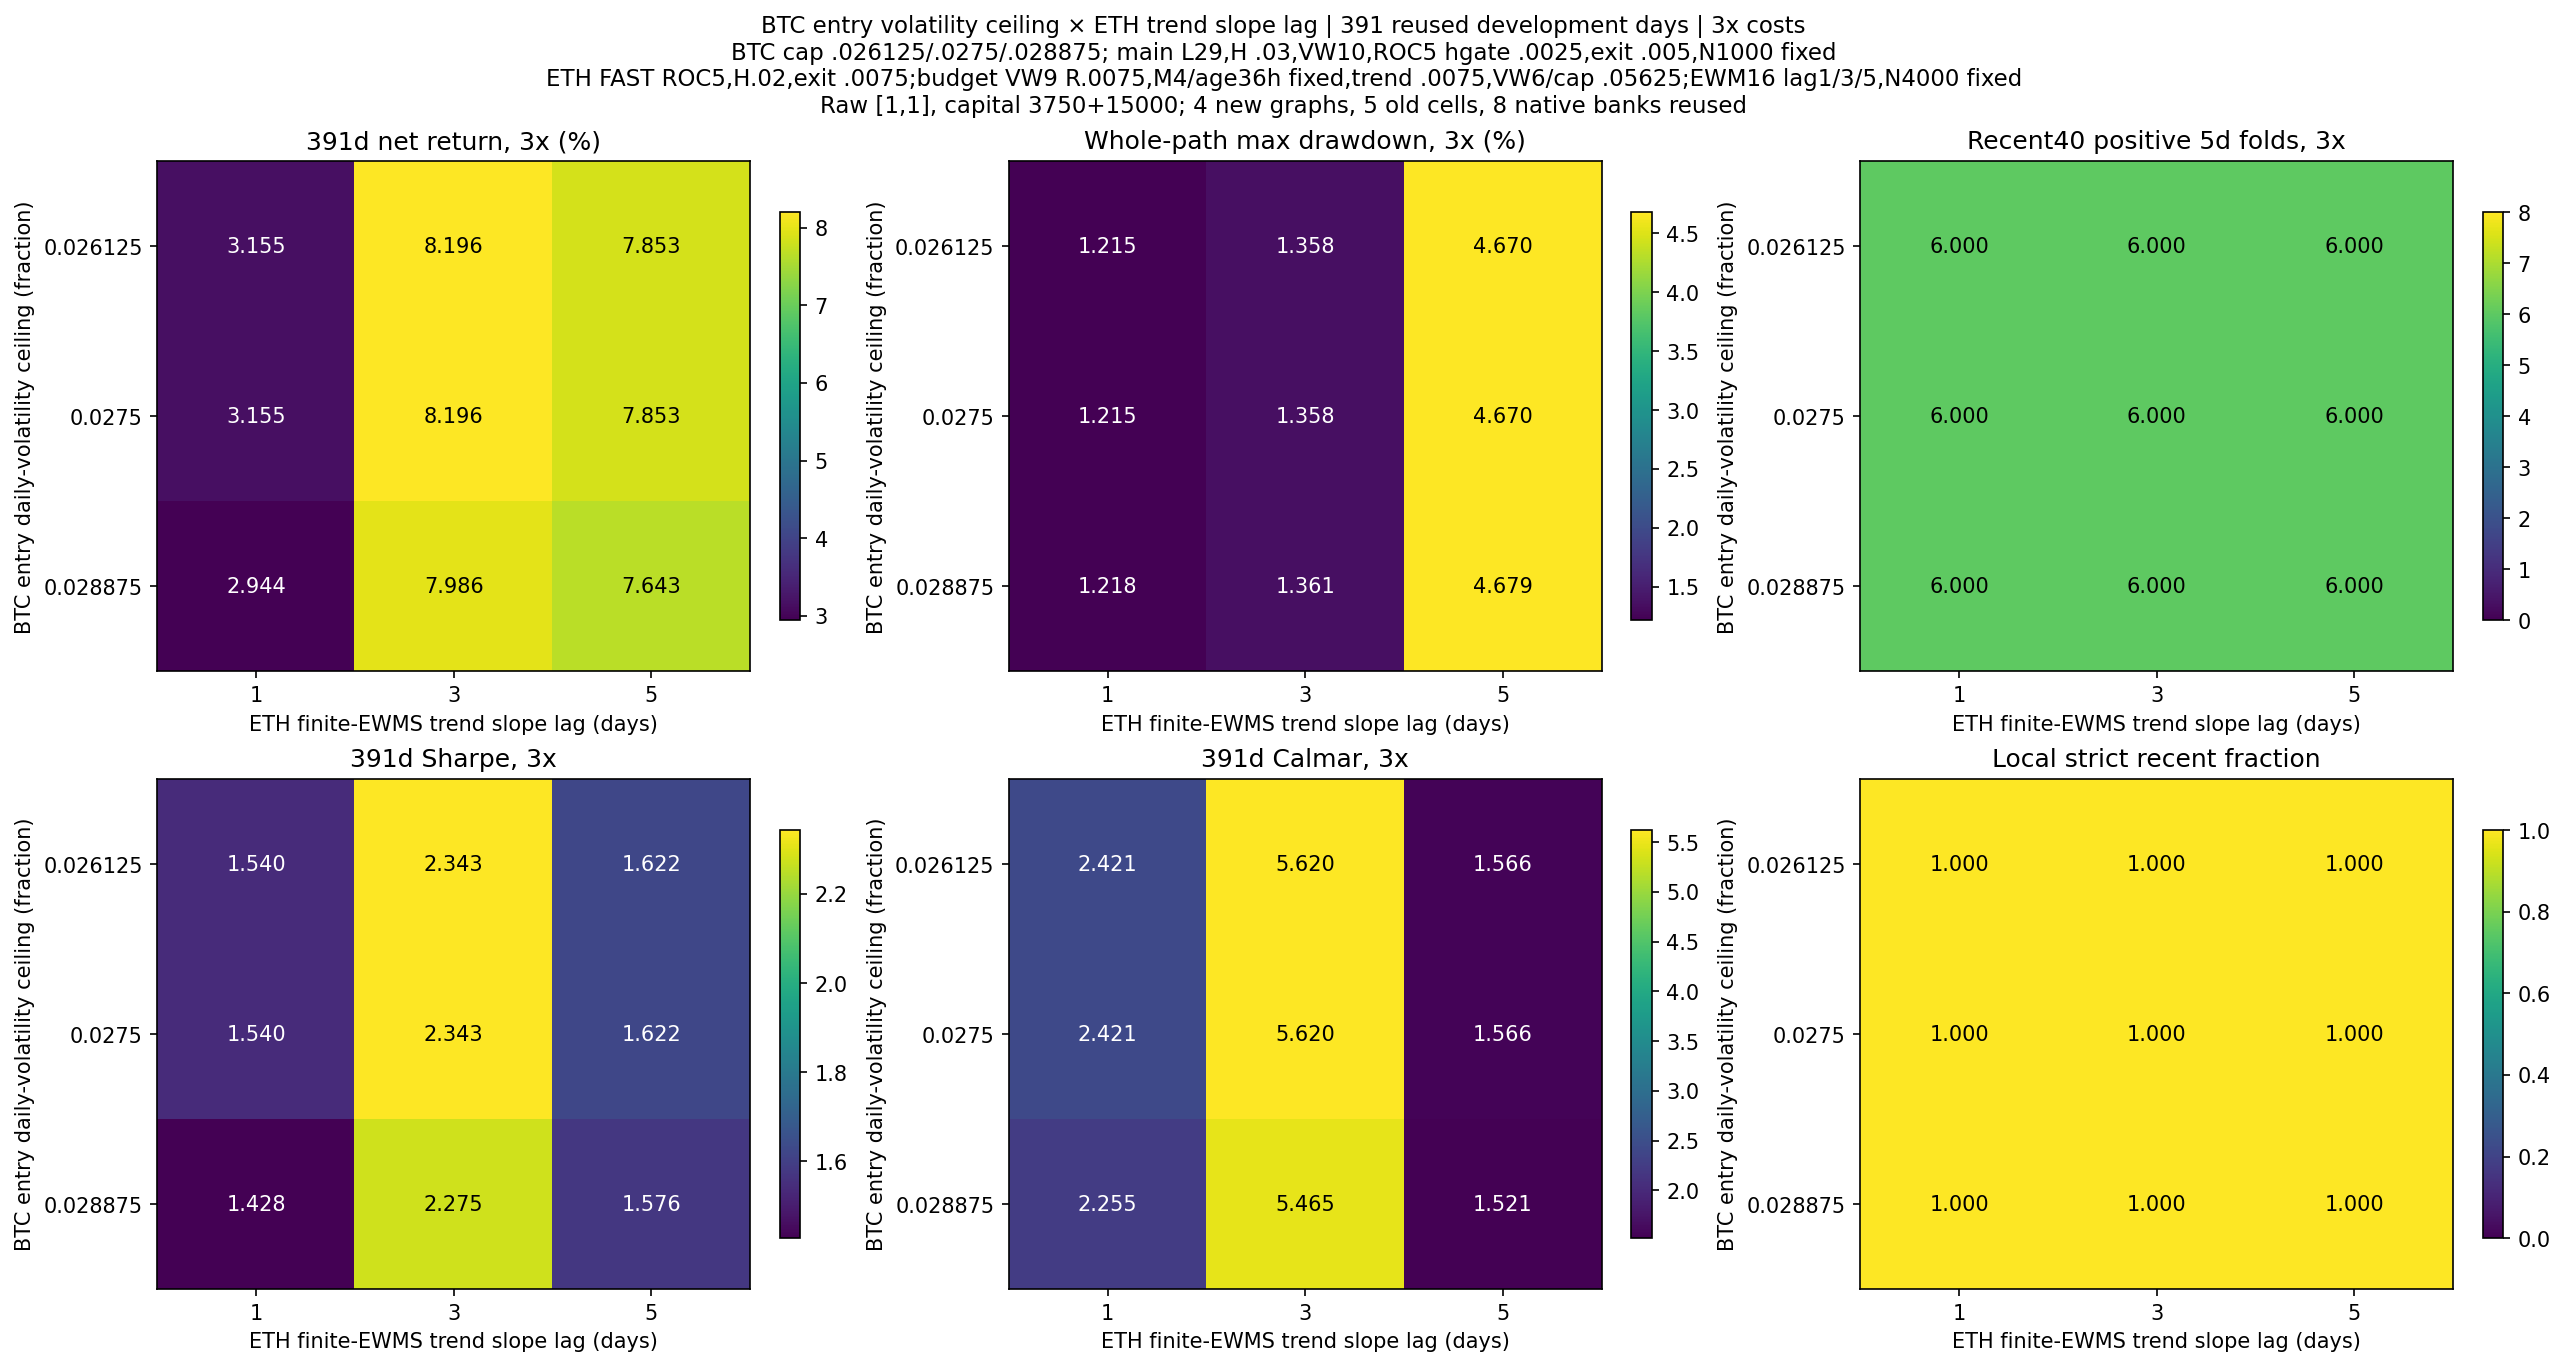 BTC entry volatility ceiling × ETH trend slope lag | 391 reused development days | 3x costs
BTC cap .026125/.0275/.028875; main L29,H .03,VW10,ROC5 hgate .0025,exit .005,N1000 fixed
ETH FAST ROC5,H.02,exit .0075;budget VW9 R.0075,M4/age36h fixed,trend .0075,VW6/cap .05625;EWM16 lag1/3/5,N4000 fixed
Raw [1,1], capital 3750+15000; 4 new graphs, 5 old cells, 8 native banks reused
391d net return, 3x (%)
BTC entry daily-volatility ceiling (fraction)
0.026125
3.155 8.196 7.853
0.0275
3.155 8.196 7.853
0.028875
2.944 7.986 7.643
1 3 5
ETH finite-EWMS trend slope lag (days)
8
7
6
5
4
3
Whole-path max drawdown, 3x (%)
BTC entry daily-volatility ceiling (fraction)
0.026125
1.215 1.358 4.670
0.0275
1.215 1.358 4.670
0.028875
1.218 1.361 4.679
1 3 5
ETH finite-EWMS trend slope lag (days)
4.5
4.0
3.5
3.0
2.5
2.0
1.5
Recent40 positive 5d folds, 3x
BTC entry daily-volatility ceiling (fraction)
0.026125
6.000 6.000 6.000
0.0275
6.000 6.000 6.000
0.028875
6.000 6.000 6.000
1 3 5
ETH finite-EWMS trend slope lag (days)
8
7
6
5
4
3
2
1
0
391d Sharpe, 3x
BTC entry daily-volatility ceiling (fraction)
0.026125
1.540 2.343 1.622
0.0275
1.540 2.343 1.622
0.028875
1.428 2.275 1.576
1 3 5
ETH finite-EWMS trend slope lag (days)
2.2
2.0
1.8
1.6
391d Calmar, 3x
BTC entry daily-volatility ceiling (fraction)
0.026125
2.421 5.620 1.566
0.0275
2.421 5.620 1.566
0.028875
2.255 5.465 1.521
1 3 5
ETH finite-EWMS trend slope lag (days)
5.5
5.0
4.5
4.0
3.5
3.0
2.5
2.0
Local strict recent fraction
BTC entry daily-volatility ceiling (fraction)
0.026125
1.000 1.000 1.000
0.0275
1.000 1.000 1.000
0.028875
1.000 1.000 1.000
1 3 5
ETH finite-EWMS trend slope lag (days)
1.0
0.8
0.6
0.4
0.2
0.0